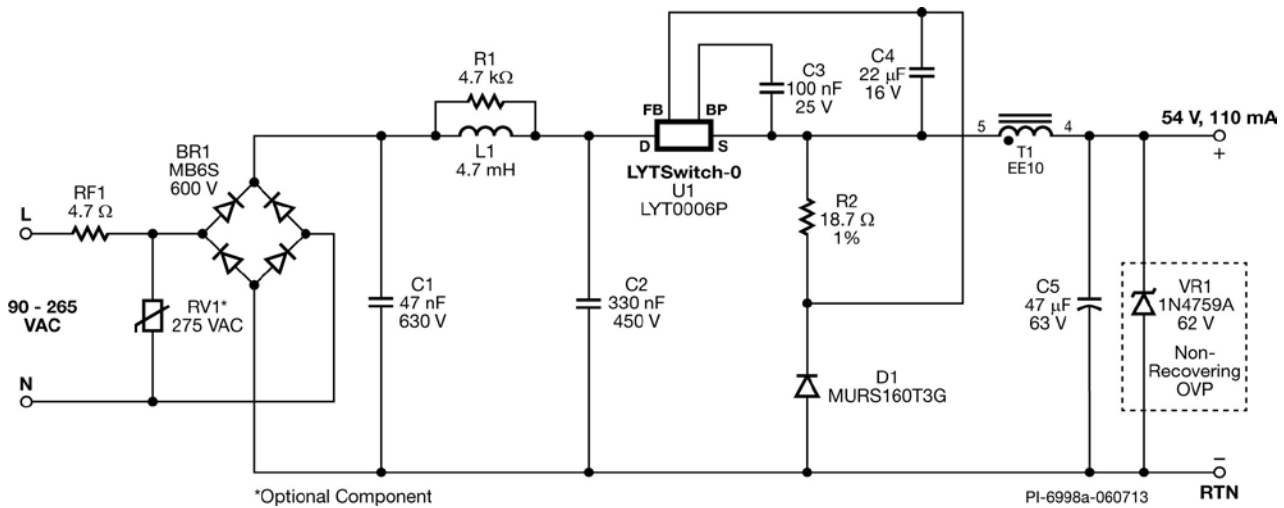 R1
4.7 kΩ
L1
4.7 mH
FB
BP
D
S
LYTSwitch-0
U1
LYT0006P
C3
100 nF
25 V
C4
22 μF
16 V
5
4
T1
EE10
54 V, 110 mA
+
BR1
MB6S
600 V
RF1
4.7 Ω
L
90 - 265
VAC
RV1*
275 VAC
N
C1
47 nF
630 V
C2
330 nF
450 V
R2
18.7 Ω
1%
D1
MURS160T3G
C5
47 μF
63 V
VR1
1N4759A
62 V
Non-
Recovering
OVP
–
RTN
*Optional Component
PI-6998a-060713